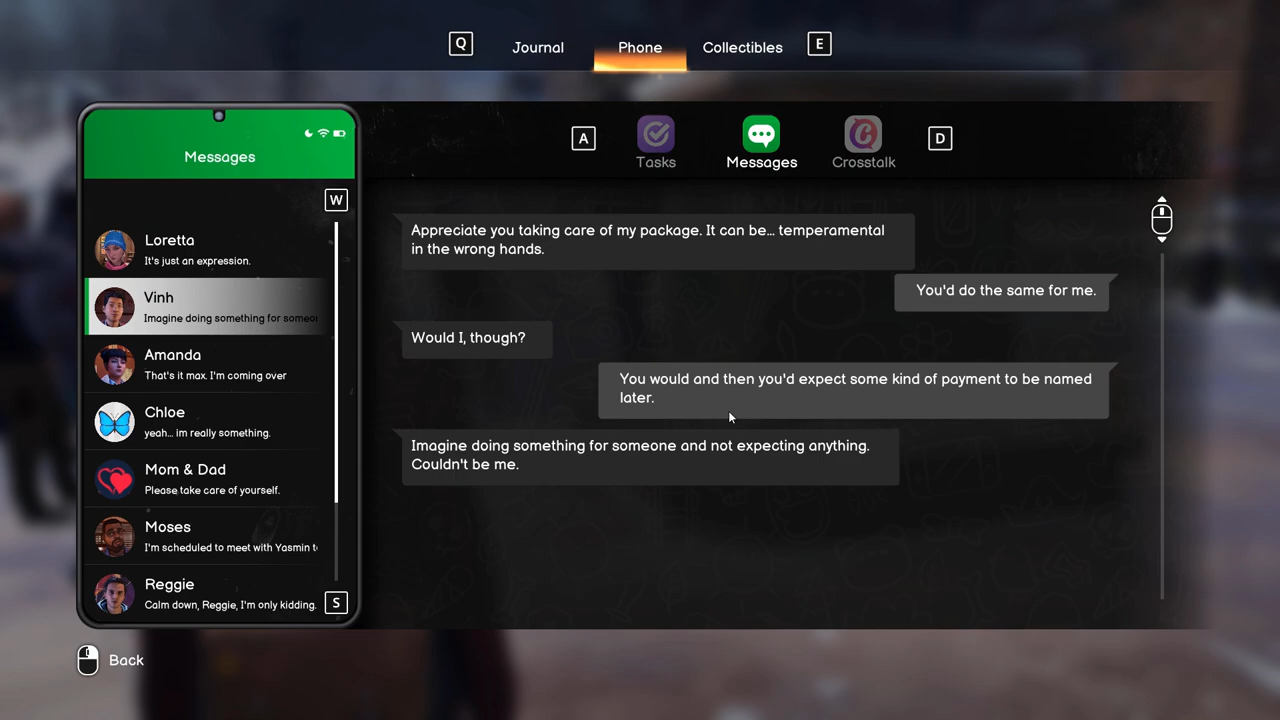 Q
Journal
Phone
Collectibles
E
Messages
W
Loretta
It's just an expression.
Vinh
Imagine doing something for someon
Amanda
That's it max. I'm coming over
Chloe
yeah... im really something.
Mom & Dad
Please take care of yourself.
Moses
I'm scheduled to meet with Yasmin t
Reggie
Calm down, Reggie, I'm only kidding.
S
A
Tasks
Messages
Crosstalk
D
Appreciate you taking care of my package. It can be... temperamental
in the wrong hands.
You'd do the same for me.
Would I, though?
You would and then you'd expect some kind of payment to be named
later.
Imagine doing something for someone and not expecting anything.
Couldn't be me.
Back